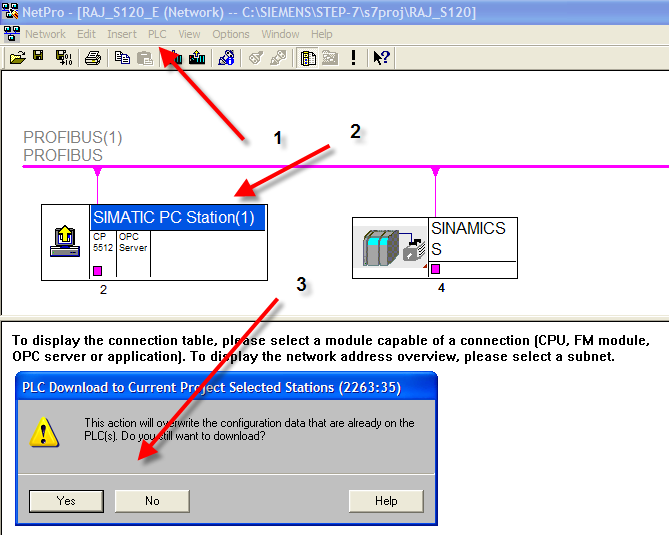 NetPro - [RAJ_S120_E (Network) -- C:\SIEMENS\STEP-7\s7proj\RAJ_S120]
Network Edit Insert PLC View Options Window Help
1
2
PROFIBUS(1)
PROFIBUS
SIMATIC PC Station(1)
CP
5512
OPC
Server
2
SINAMICS
S
4
3
To display the connection table, please select a module capable of a connection (CPU, FM module,
OPC server or application). To display the network address overview, please select a subnet.
PLC Download to Current Project Selected Stations (2263:35)
This action will overwrite the configuration data that are already on the
PLC(s). Do you still want to download?
Yes No Help